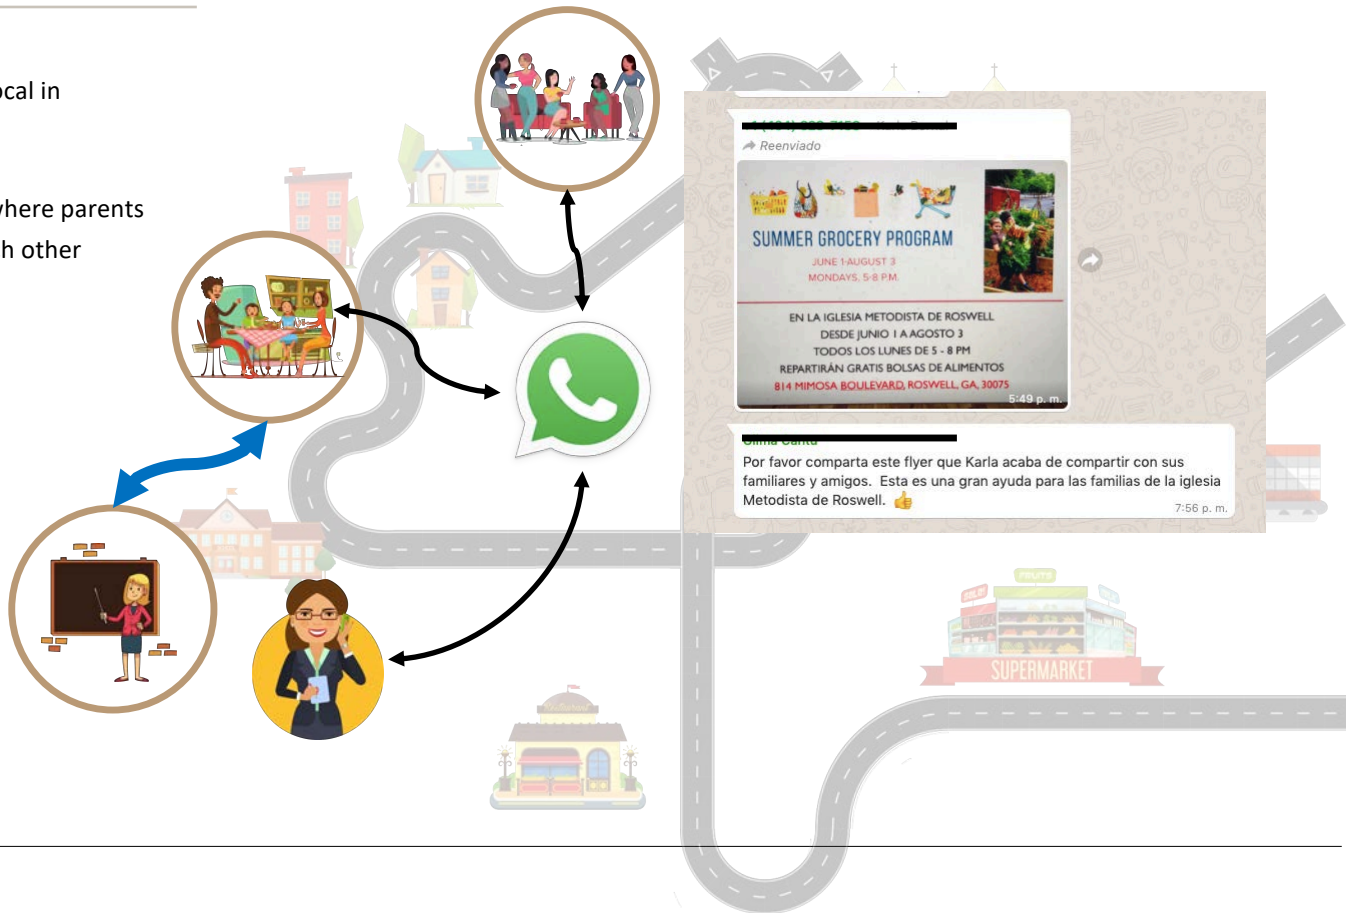 ocal in
where parents
h other
Reenviado
SUMMER GROCERY PROGRAM
JUNE 1-AUGUST 3
MONDAYS, 5-8 P.M.
EN LA IGLESIA METODISTA DE ROSWELL
DESDE JUNIO 1 A AGOSTO 3
TODOS LOS LUNES DE 5 - 8 PM
REPARTIRÁN GRATIS BOLSAS DE ALIMENTOS
814 MIMOSA BOULEVARD, ROSWELL, GA, 30075
5:49 p. m.
Por favor comparta este flyer que Karla acaba de compartir con sus
familiares y amigos.  Esta es una gran ayuda para las familias de la iglesia
Metodista de Roswell. 👍
7:56 p. m.
FRUITS
SUPERMARKET